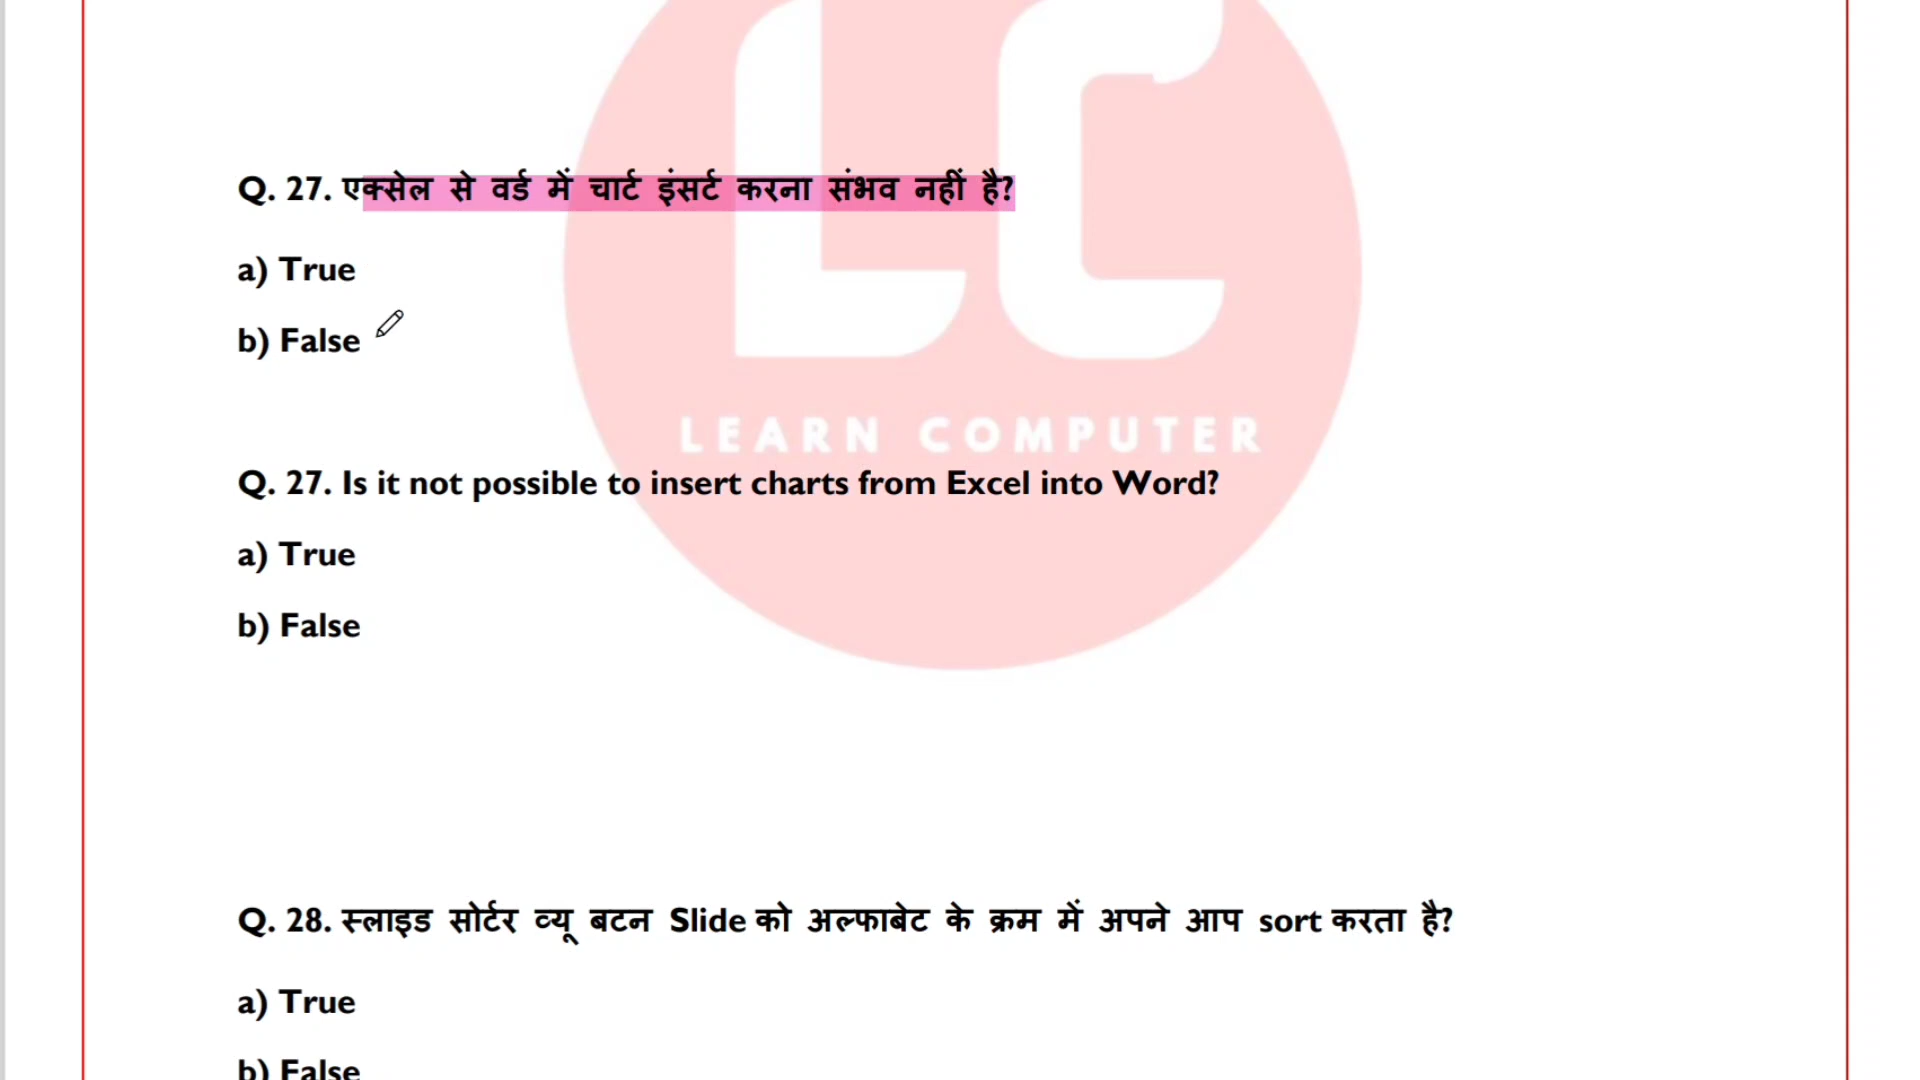 Q. 27. एक्सेल से वर्ड में चार्ट इंसर्ट करना संभव नहीं है?
a) True
b) False
LEARN COMPUTER
Q. 27. Is it not possible to insert charts from Excel into Word?
a) True
b) False
Q. 28. स्लाइड सोर्टर व्यू बटन Slide को अल्फाबेट के क्रम में अपने आप sort करता है?
a) True
b) False